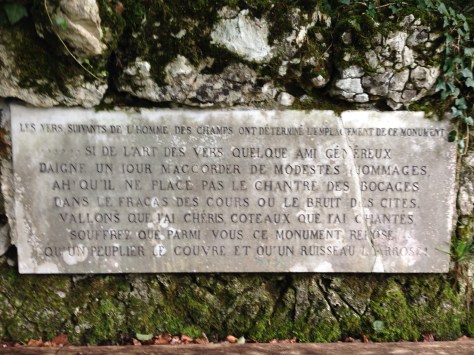 LES VERS SUIVANTS DE L'HOMME DES CHAMPS ONT DÉTERMINÉ L'EMPLACEMENT DE CE MONUMENT
SI DE L'ART DES VERS QUELQUE AMI GÉNÉREUX
DAIGNE UN JOUR M'ACCORDER DE MODESTES HOMMAGES,
AH! QU'IL NE PLACE PAS LE CHANTRE DES BOCAGES
DANS LE FRACAS DES COURS OU LE BRUIT DES CITÉS.
VALLONS QUE J'AI CHÉRIS, COTEAUX QUE J'AI CHANTÉS,
SOUFFREZ QUE PARMI VOUS CE MONUMENT REPOSE
QU'UN PEUPLIER LE COUVRE ET QU'UN RUISSEAU L'ARROSE!